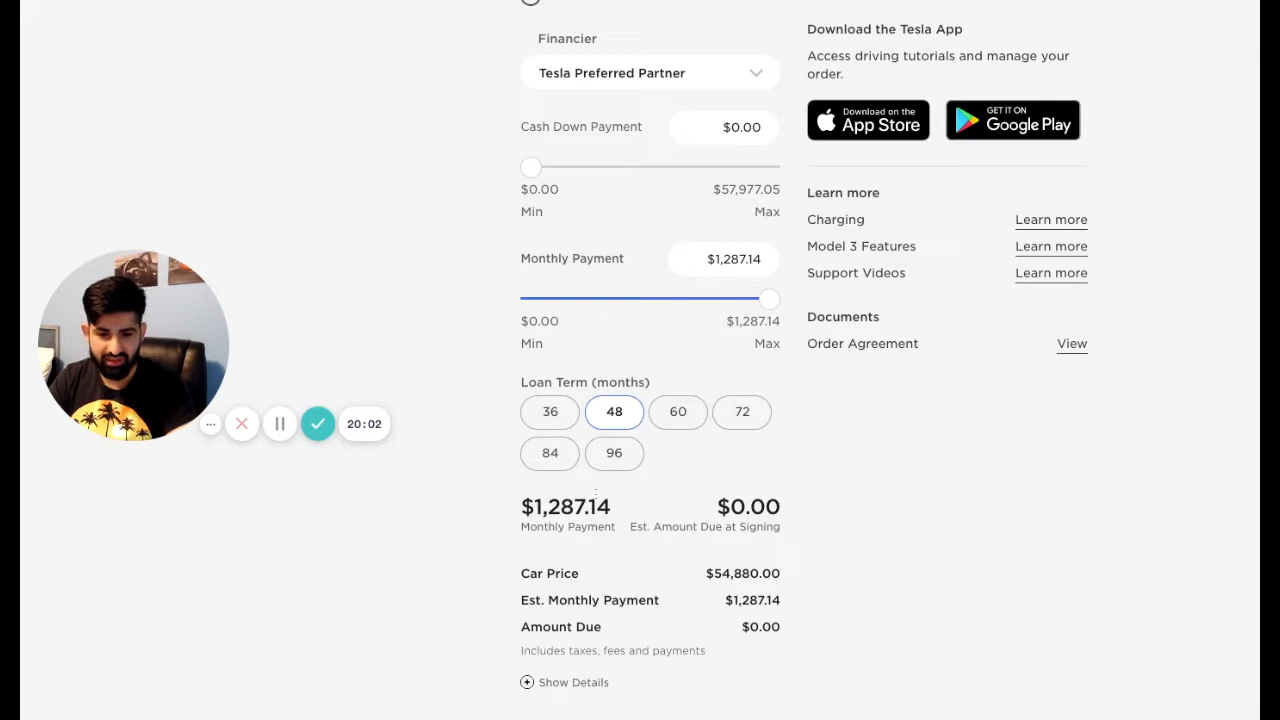 Financier
Tesla Preferred Partner
Cash Down Payment $0.00
$0.00 $57,977.05
Min Max
Monthly Payment $1,287.14
$0.00 $1,287.14
Min Max
Loan Term (months)
36 48 60 72
84 96
$1,287.14 $0.00
Monthly Payment Est. Amount Due at Signing
Car Price $54,880.00
Est. Monthly Payment $1,287.14
Amount Due $0.00
Includes taxes, fees and payments
Show Details
Download the Tesla App
Access driving tutorials and manage your
order.
Download on the
App Store
GET IT ON
Google Play
Learn more
Charging Learn more
Model 3 Features Learn more
Support Videos Learn more
Documents
Order Agreement View
20:02